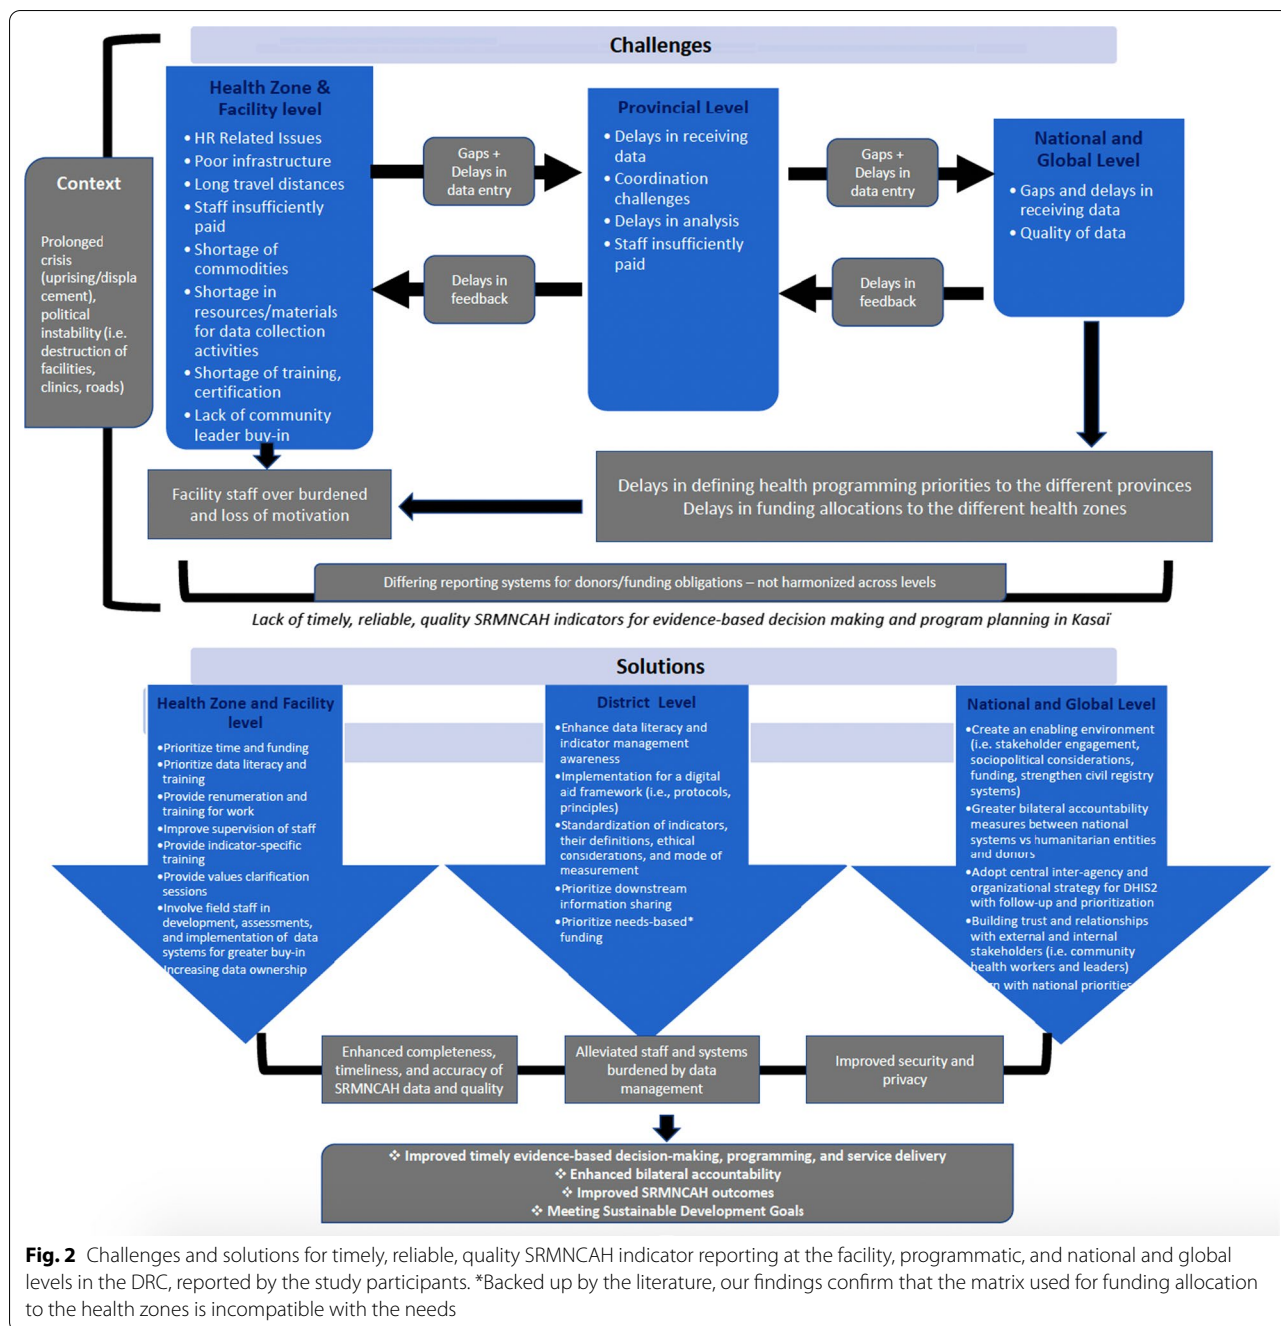 Challenges
Context
Prolonged
crisis
(uprising/displa
cement),
political
instability (i.e.
destruction of
facilities,
clinics, roads)
Health Zone &
Facility level
• HR Related Issues
• Poor infrastructure
• Long travel distances
• Staff insufficiently
paid
• Shortage of
commodities
• Shortage in
resources/materials
for data collection
activities
• Shortage of training,
certification
• Lack of community
leader buy-in
Gaps +
Delays in
data entry
Delays in
feedback
Provincial Level
• Delays in receiving
data
• Coordination
challenges
• Delays in analysis
• Staff insufficiently
paid
Gaps +
Delays in
data entry
Delays in
feedback
National and
Global Level
• Gaps and delays in
receiving data
• Quality of data
Facility staff over burdened
and loss of motivation
Delays in defining health programming priorities to the different provinces
Delays in funding allocations to the different health zones
Differing reporting systems for donors/funding obligations – not harmonized across levels
Lack of timely, reliable, quality SRMNCAH indicators for evidence-based decision making and program planning in Kasaï
Solutions
Health Zone and Facility
level
•Prioritize time and funding
•Prioritize data literacy and
training
•Provide renumeration and
training for work
•Improve supervision of staff
•Provide indicator-specific
training
•Provide values clarification
sessions
•Involve field staff in
development, assessments,
and implementation of data
systems for greater buy-in
•Increasing data ownership
District Level
•Enhance data literacy and
indicator management
awareness
•Implementation for a digital
aid framework (i.e., protocols,
principles)
•Standardization of indicators,
their definitions, ethical
considerations, and mode of
measurement
•Prioritize downstream
information sharing
•Prioritize needs-based*
funding
National and Global Level
•Create an enabling environment
(i.e. stakeholder engagement,
sociopolitical considerations,
funding, strengthen civil registry
systems)
•Greater bilateral accountability
measures between national
systems vs humanitarian entities
and donors
•Adopt central inter-agency and
organizational strategy for DHIS2
with follow-up and prioritization
•Building trust and relationships
with external and internal
stakeholders (i.e. community
health workers and leaders)
with national priorities
Enhanced completeness,
timeliness, and accuracy of
SRMNCAH data and quality
Alleviated staff and systems
burdened by data
management
Improved security and
privacy
❖ Improved timely evidence-based decision-making, programming, and service delivery
❖ Enhanced bilateral accountability
❖ Improved SRMNCAH outcomes
❖ Meeting Sustainable Development Goals
Fig. 2 Challenges and solutions for timely, reliable, quality SRMNCAH indicator reporting at the facility, programmatic, and national and global
levels in the DRC, reported by the study participants. *Backed up by the literature, our findings confirm that the matrix used for funding allocation
to the health zones is incompatible with the needs